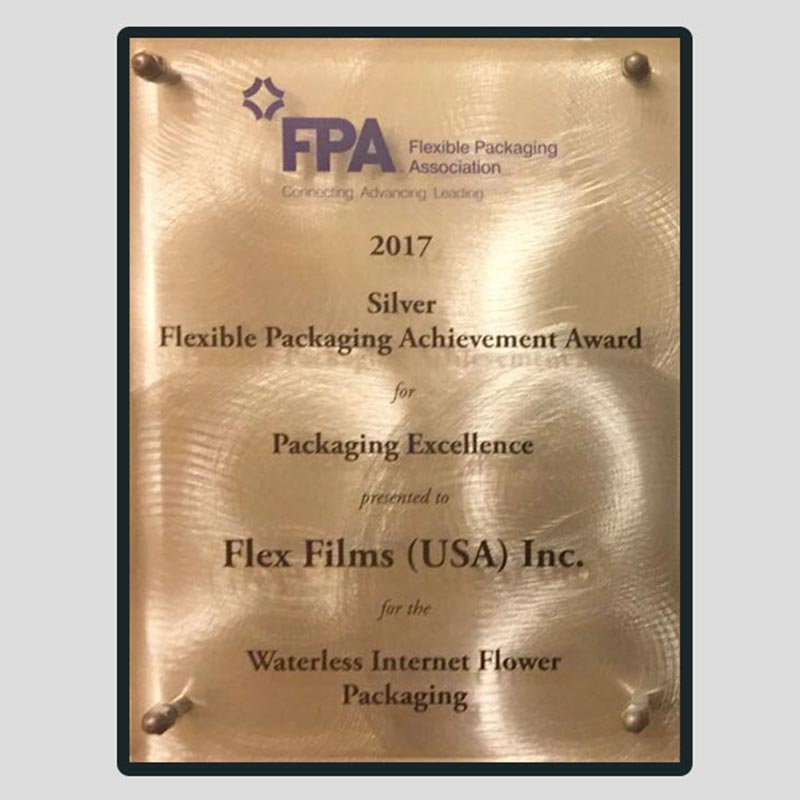 FPA
Flexible Packaging
Association
Connecting. Advancing. Leading.
2017
Silver
Flexible Packaging Achievement Award
for
Packaging Excellence
presented to
Flex Films (USA) Inc.
for the
Waterless Internet Flower
Packaging